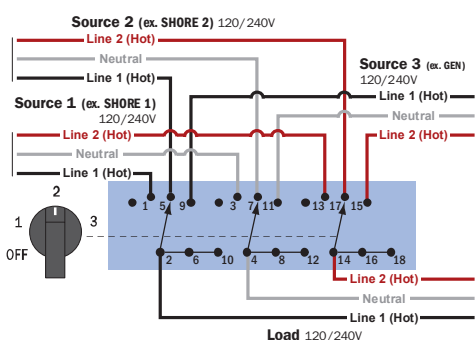 Source 2 (ex. SHORE 2) 120/240V
Line 2 (Hot)
Neutral
Line 1 (Hot)
Source 3 (ex. GEN)
120/240V
Line 1 (Hot)
Neutral
Line 2 (Hot)
Source 1 (ex. SHORE 1)
120/240V
Line 2 (Hot)
Neutral
Line 1 (Hot)
1 5 9 3 7 11 13 17 15
2
1 3
OFF
2 6 10 4 8 12 14 16 18
Line 2 (Hot)
Neutral
Line 1 (Hot)
Load 120/240V